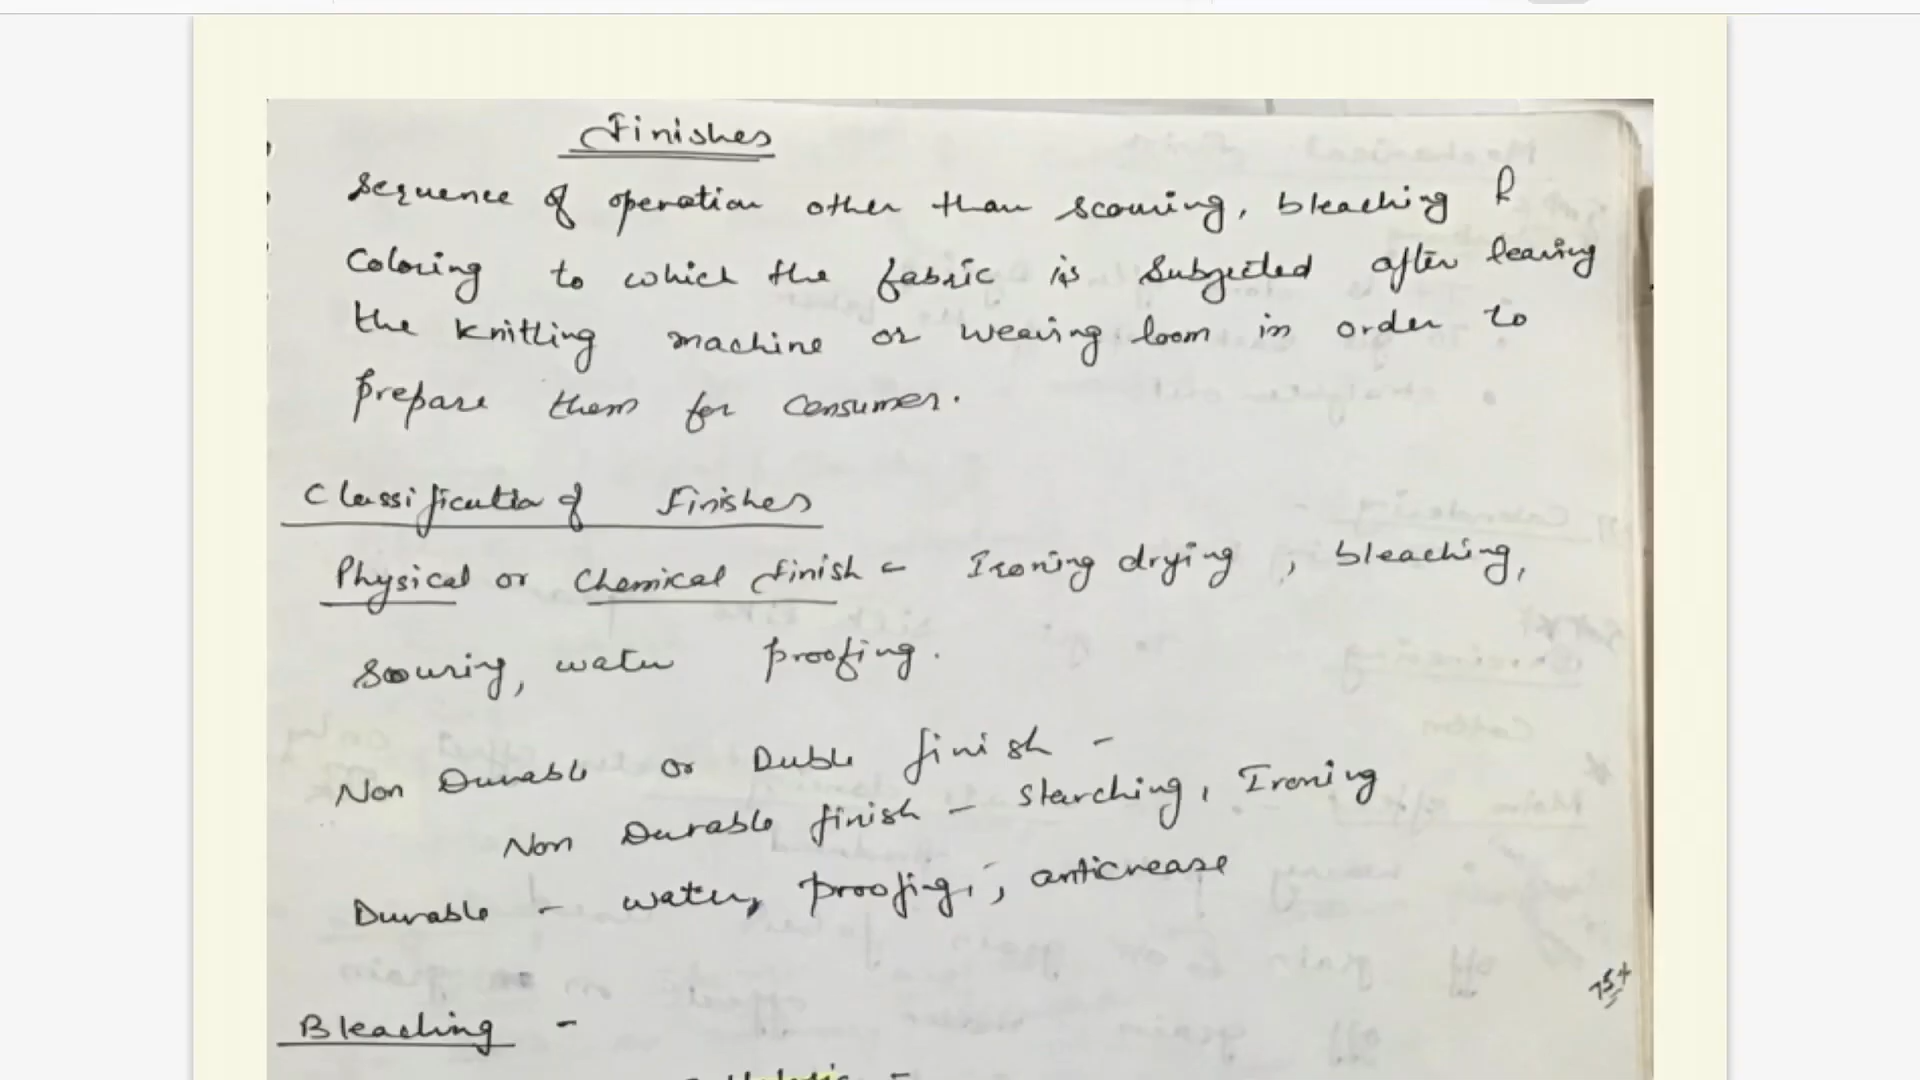 Finishes
Sequence of operation other than scouring, bleaching &
Coloring to which the fabric is subjected after leaving
the knitting machine or weaving loom in order to
prepare them for consumer.
Classification of Finishes
Physical or Chemical finish - Ironing drying, bleaching,
Scouring, water proofing.
Non Durable or Duble finish -
Non Durable finish - Starching, Ironing
Durable - water, proofing, , anticrease
75+
Bleaching -